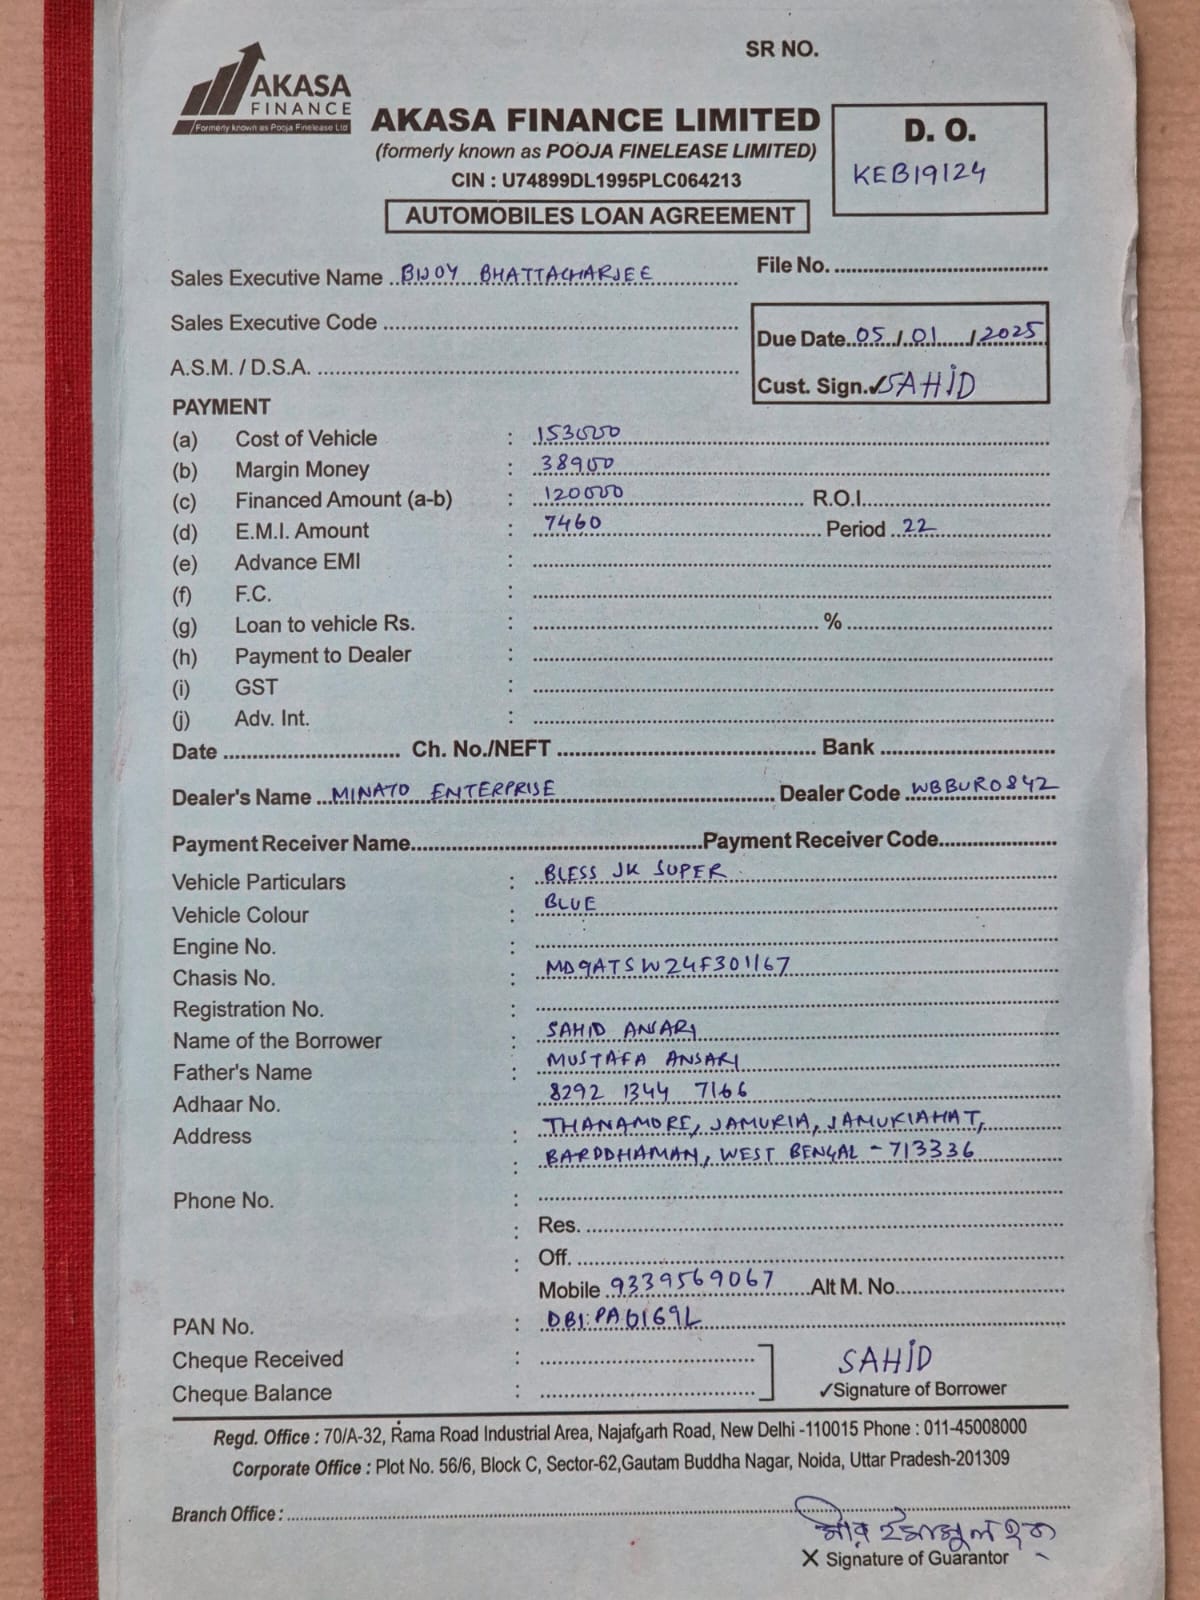 SR NO.
AKASA
FINANCE
Formerly known as Pooja Finelease Ltd
AKASA FINANCE LIMITED
(formerly known as POOJA FINELEASE LIMITED)
CIN : U74899DL1995PLC064213
AUTOMOBILES LOAN AGREEMENT
D. O.
KEB19124
Sales Executive Name BIJOY BHATTACHARJEE
File No.
Sales Executive Code
Due Date 05/01/2025
A.S.M. / D.S.A.
Cust. Sign. ✓SAHID
PAYMENT
(a) Cost of Vehicle : 153000
(b) Margin Money : 38900
(c) Financed Amount (a-b) : 120000 R.O.I.
(d) E.M.I. Amount : 7460 Period 22
(e) Advance EMI :
(f) F.C. :
(g) Loan to vehicle Rs. : %
(h) Payment to Dealer :
(i) GST :
(j) Adv. Int. :
Date Ch. No./NEFT Bank
Dealer's Name MINATO ENTERPRISE Dealer Code WBBUR0842
Payment Receiver Name Payment Receiver Code
Vehicle Particulars : BLESS JK SUPER
Vehicle Colour : BLUE
Engine No. :
Chasis No. : MD9ATSW24F301167
Registration No. :
Name of the Borrower : SAHID ANSARI
Father's Name : MUSTAFA ANSARI
Adhaar No. 8292 1344 7166
Address : THANAMORE, JAMURIA, JAMURIAHAT,
: BARDDHAMAN, WEST BENGAL - 713336
Phone No. :
: Res.
: Off.
Mobile 9339569067 Alt M. No.
PAN No. :
Cheque Received :
SAHID
Cheque Balance :
✓Signature of Borrower
Regd. Office : 70/A-32, Rama Road Industrial Area, Najafgarh Road, New Delhi -110015 Phone : 011-45008000
Corporate Office : Plot No. 56/6, Block C, Sector-62,Gautam Buddha Nagar, Noida, Uttar Pradesh-201309
Branch Office :
X Signature of Guarantor